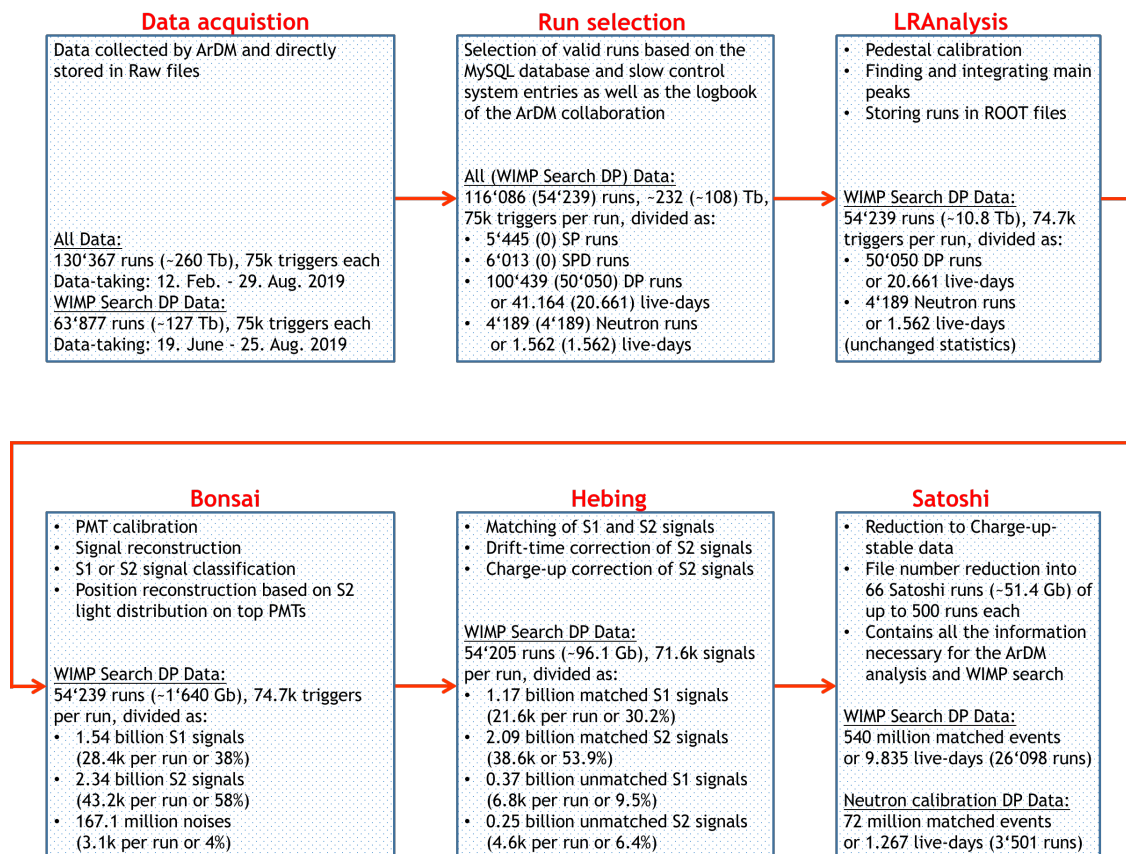 Data acquistion
Data collected by ArDM and directly
stored in Raw files
All Data:
130‘367 runs (~260 Tb), 75k triggers each
Data-taking: 12. Feb. - 29. Aug. 2019
WIMP Search DP Data:
63‘877 runs (~127 Tb), 75k triggers each
Data-taking: 19. June - 25. Aug. 2019
Run selection
Selection of valid runs based on the
MySQL database and slow control
system entries as well as the logbook
of the ArDM collaboration
All (WIMP Search DP) Data:
116‘086 (54‘239) runs, ~232 (~108) Tb,
75k triggers per run, divided as:
• 5‘445 (0) SP runs
• 6‘013 (0) SPD runs
• 100‘439 (50‘050) DP runs
or 41.164 (20.661) live-days
• 4‘189 (4‘189) Neutron runs
or 1.562 (1.562) live-days
LRAnalysis
• Pedestal calibration
• Finding and integrating main
peaks
• Storing runs in ROOT files
WIMP Search DP Data:
54‘239 runs (~10.8 Tb), 74.7k
triggers per run, divided as:
• 50‘050 DP runs
or 20.661 live-days
• 4‘189 Neutron runs
or 1.562 live-days
(unchanged statistics)
Bonsai
• PMT calibration
• Signal reconstruction
• S1 or S2 signal classification
• Position reconstruction based on S2
light distribution on top PMTs
WIMP Search DP Data:
54‘239 runs (~1‘640 Gb), 74.7k triggers
per run, divided as:
• 1.54 billion S1 signals
(28.4k per run or 38%)
• 2.34 billion S2 signals
(43.2k per run or 58%)
• 167.1 million noises
(3.1k per run or 4%)
Hebing
• Matching of S1 and S2 signals
• Drift-time correction of S2 signals
• Charge-up correction of S2 signals
WIMP Search DP Data:
54‘205 runs (~96.1 Gb), 71.6k signals
per run, divided as:
• 1.17 billion matched S1 signals
(21.6k per run or 30.2%)
• 2.09 billion matched S2 signals
(38.6k or 53.9%)
• 0.37 billion unmatched S1 signals
(6.8k per run or 9.5%)
• 0.25 billion unmatched S2 signals
(4.6k per run or 6.4%)
Satoshi
• Reduction to Charge-up-
stable data
• File number reduction into
66 Satoshi runs (~51.4 Gb) of
up to 500 runs each
• Contains all the information
necessary for the ArDM
analysis and WIMP search
WIMP Search DP Data:
540 million matched events
or 9.835 live-days (26‘098 runs)
Neutron calibration DP Data:
72 million matched events
or 1.267 live-days (3‘501 runs)